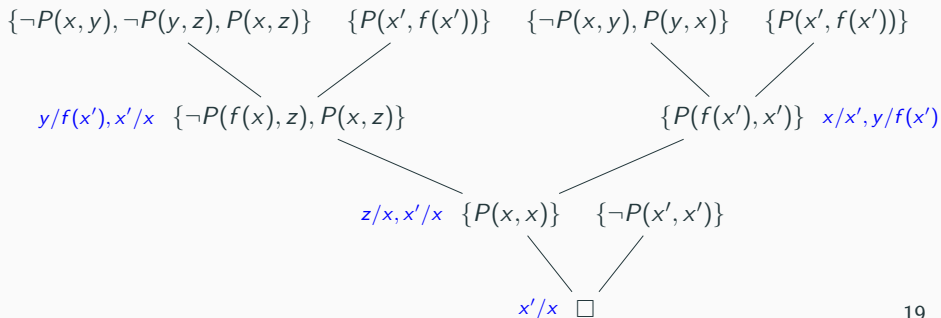 {¬P(x, y), ¬P(y, z), P(x, z)} {P(x′, f(x′))} {¬P(x, y), P(y, x)} {P(x′, f(x′))}
y/f(x′), x′/x {¬P(f(x), z), P(x, z)} {P(f(x′), x′)} x/x′, y/f(x′)
z/x, x′/x {P(x, x)} {¬P(x′, x′)}
x′/x □
19